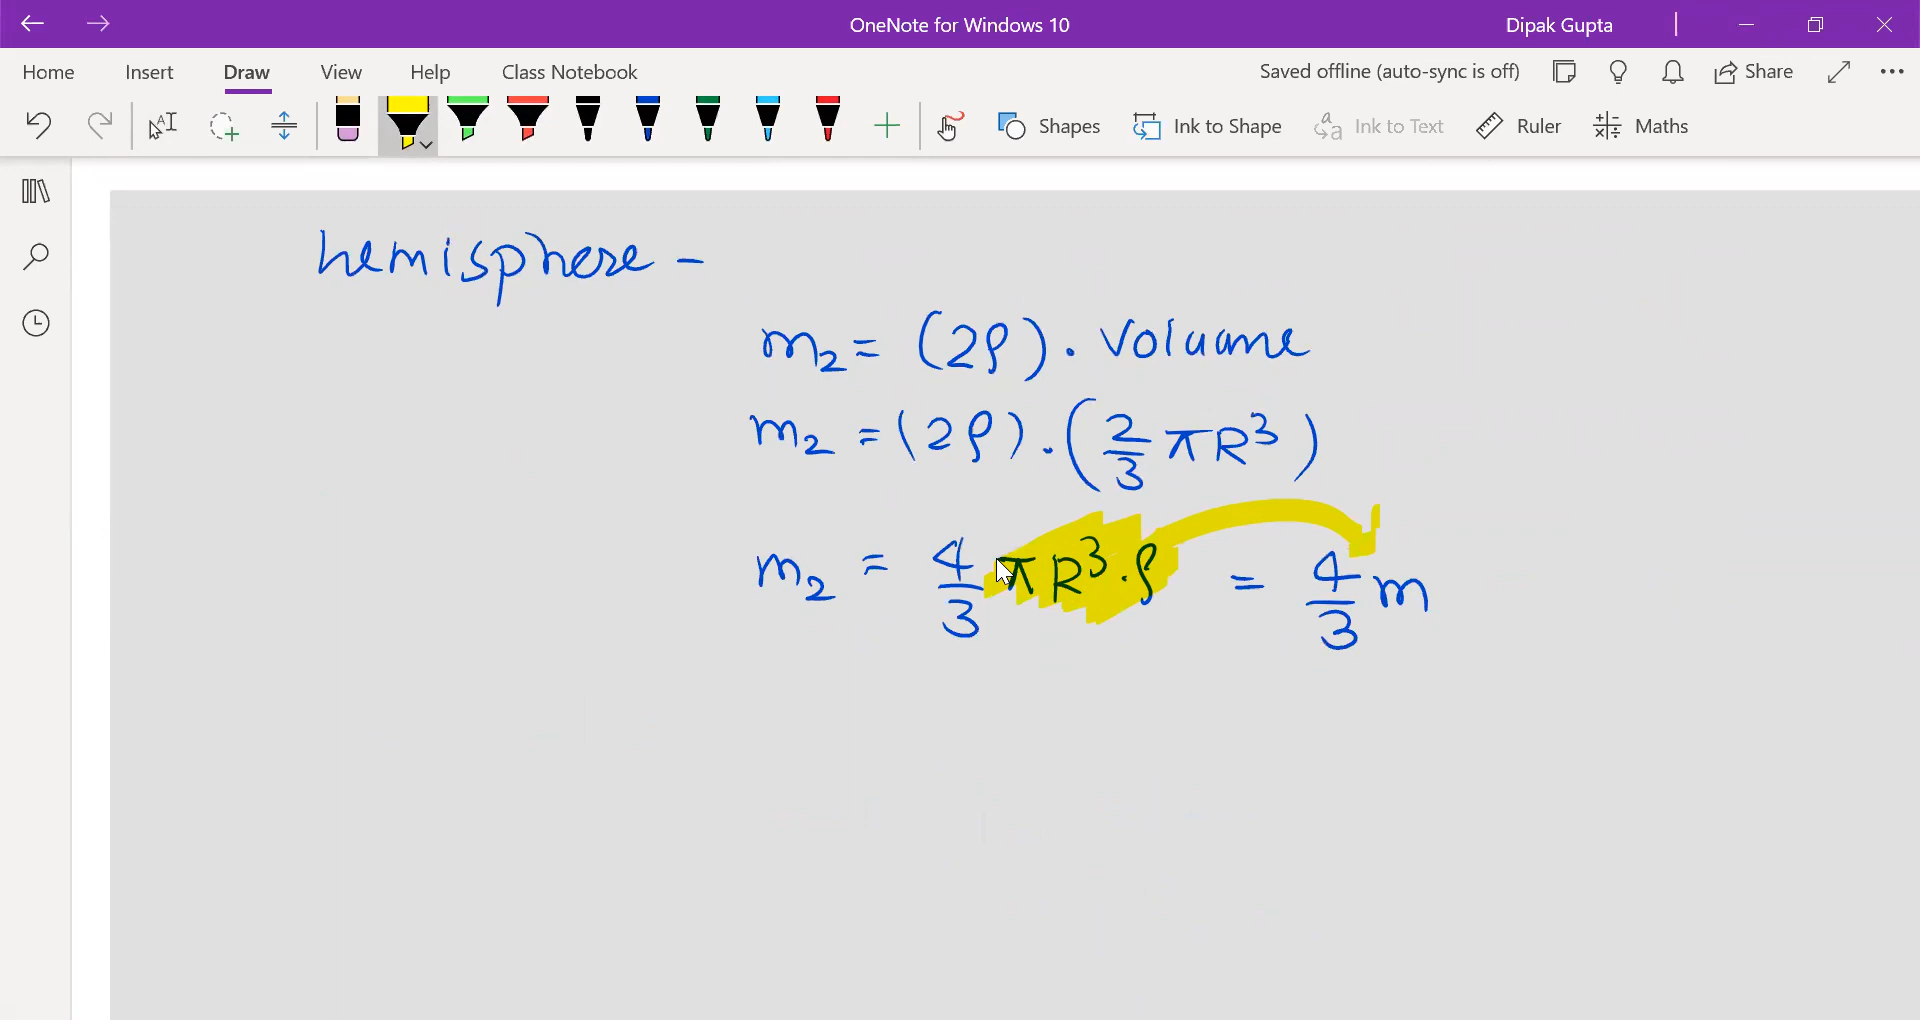 OneNote for Windows 10
Dipak Gupta
Home Insert Draw View Help Class Notebook Saved offline (auto-sync is off) Share
Shapes Ink to Shape Ink to Text Ruler Maths
hemisphere -
m₂ = (2ρ) . Voluame
m₂ = (2ρ) . (2/3 πR³)
m₂ = 4/3 πR³.ρ = 4/3 m